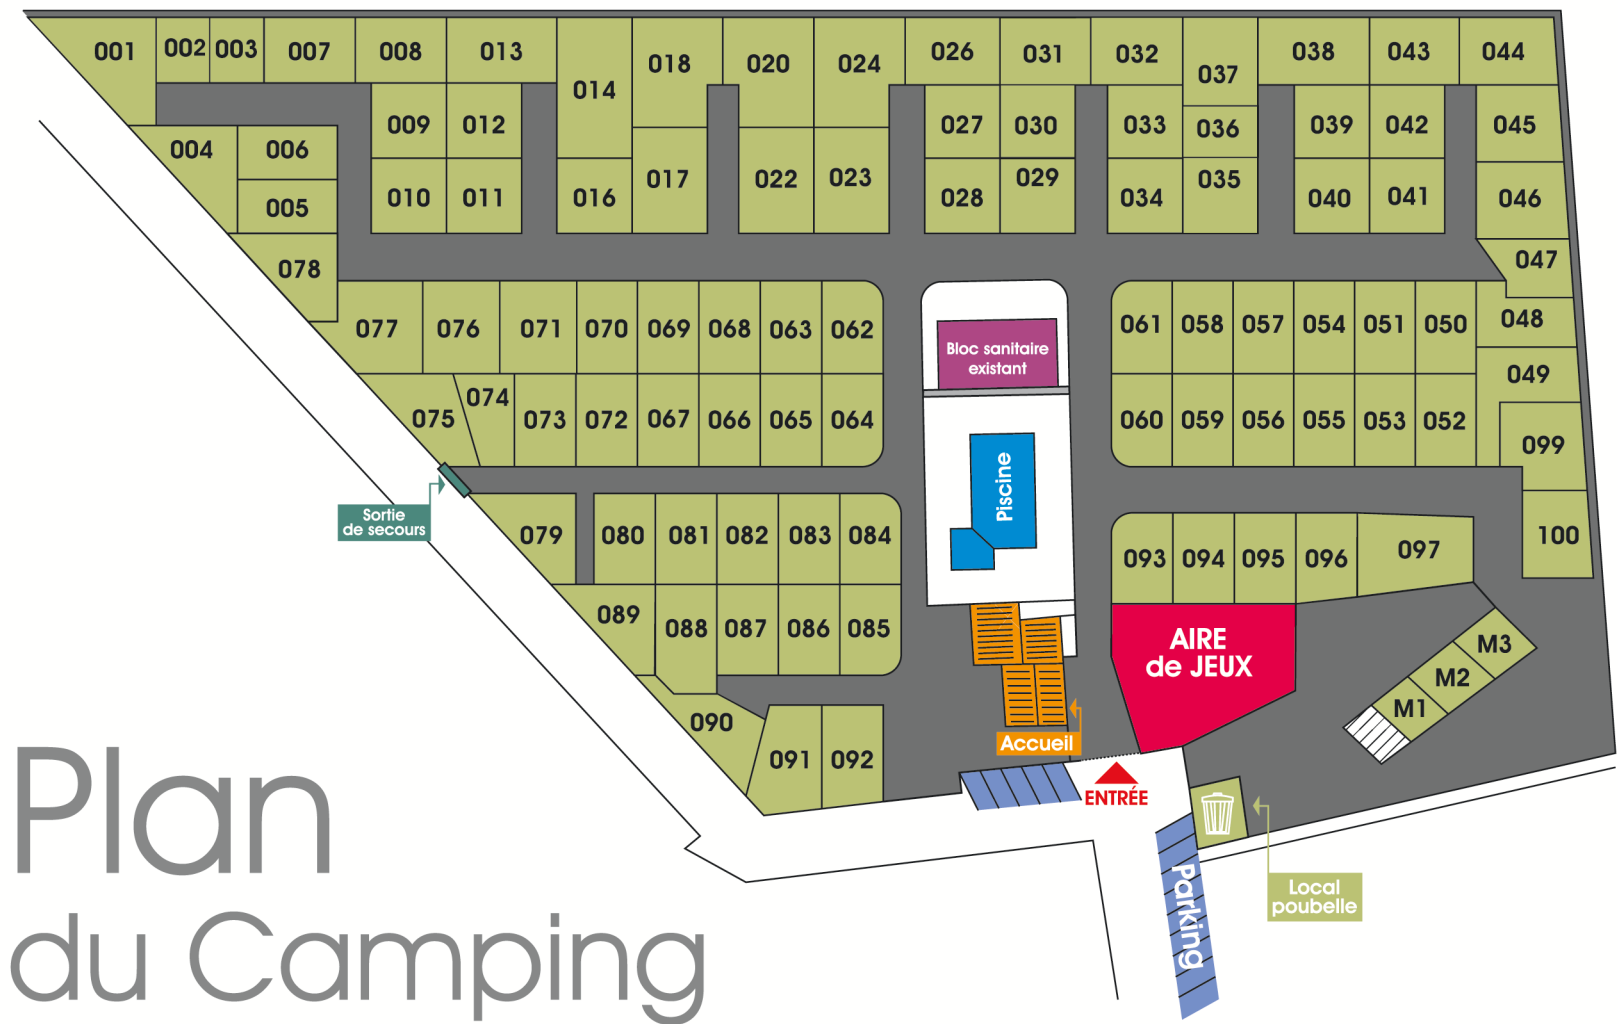 001 002 003 007 008 013 014 018 020 024 026 031 032 037 038 043 044
009 012 027 030 033 036 039 042 045
004 006 017 022 023 029 035
005 010 011 016 028 034 040 041 046
078 047
077 076 071 070 069 068 063 062 061 058 057 054 051 050 048
Bloc sanitaire
existant
049
075 074 073 072 067 066 065 064 060 059 056 055 053 052 099
Piscine
Sortie
de secours
079 080 081 082 083 084 093 094 095 096 097 100
089 088 087 086 085
AIRE
de JEUX
M3
M2
M1
090 091 092
Accueil
ENTRÉE
Parking
Local
poubelle
Plan
du Camping